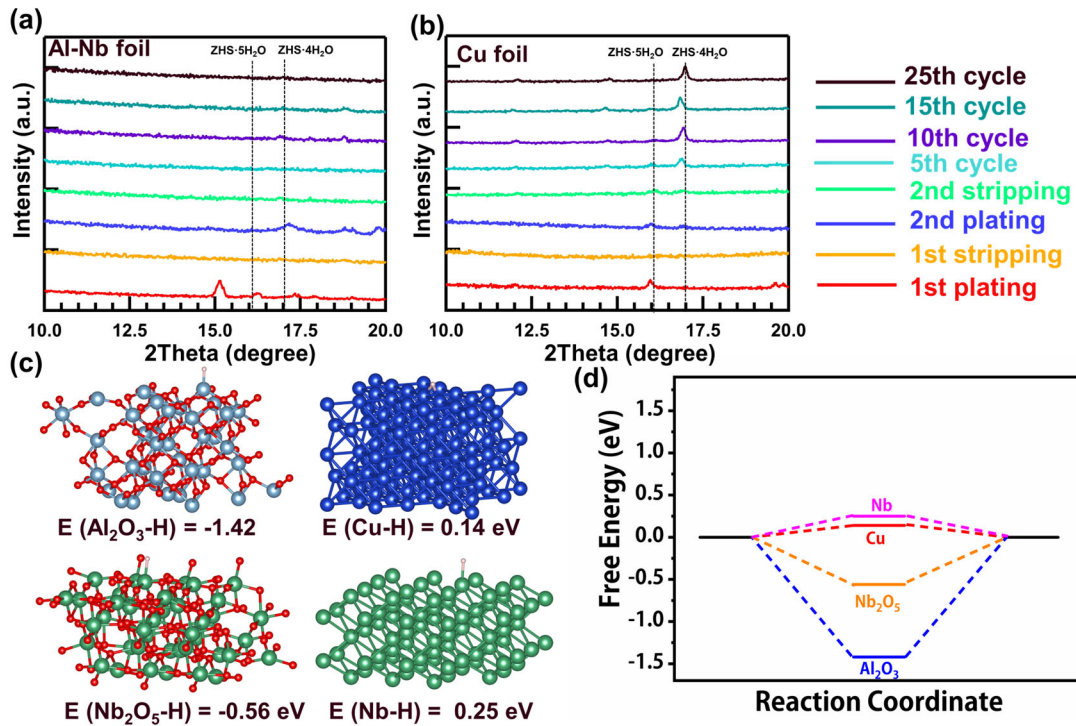 (a)
Al-Nb foil
ZHS·5H₂O
ZHS·4H₂O
Intensity (a.u.)
10.0 12.5 15.0 17.5 20.0
2Theta (degree)
(b)
Cu foil
ZHS·5H₂O
ZHS·4H₂O
Intensity (a.u.)
10.0 12.5 15.0 17.5 20.0
2Theta (degree)
25th cycle
15th cycle
10th cycle
5th cycle
2nd stripping
2nd plating
1st stripping
1st plating
(c)
E (Al₂O₃-H) = -1.42
E (Cu-H) = 0.14 eV
E (Nb₂O₅-H) = -0.56 eV
E (Nb-H) = 0.25 eV
(d)
Free Energy (eV)
1.5
1.0
0.5
0.0
-0.5
-1.0
-1.5
Nb
Cu
Nb₂O₅
Al₂O₃
Reaction Coordinate